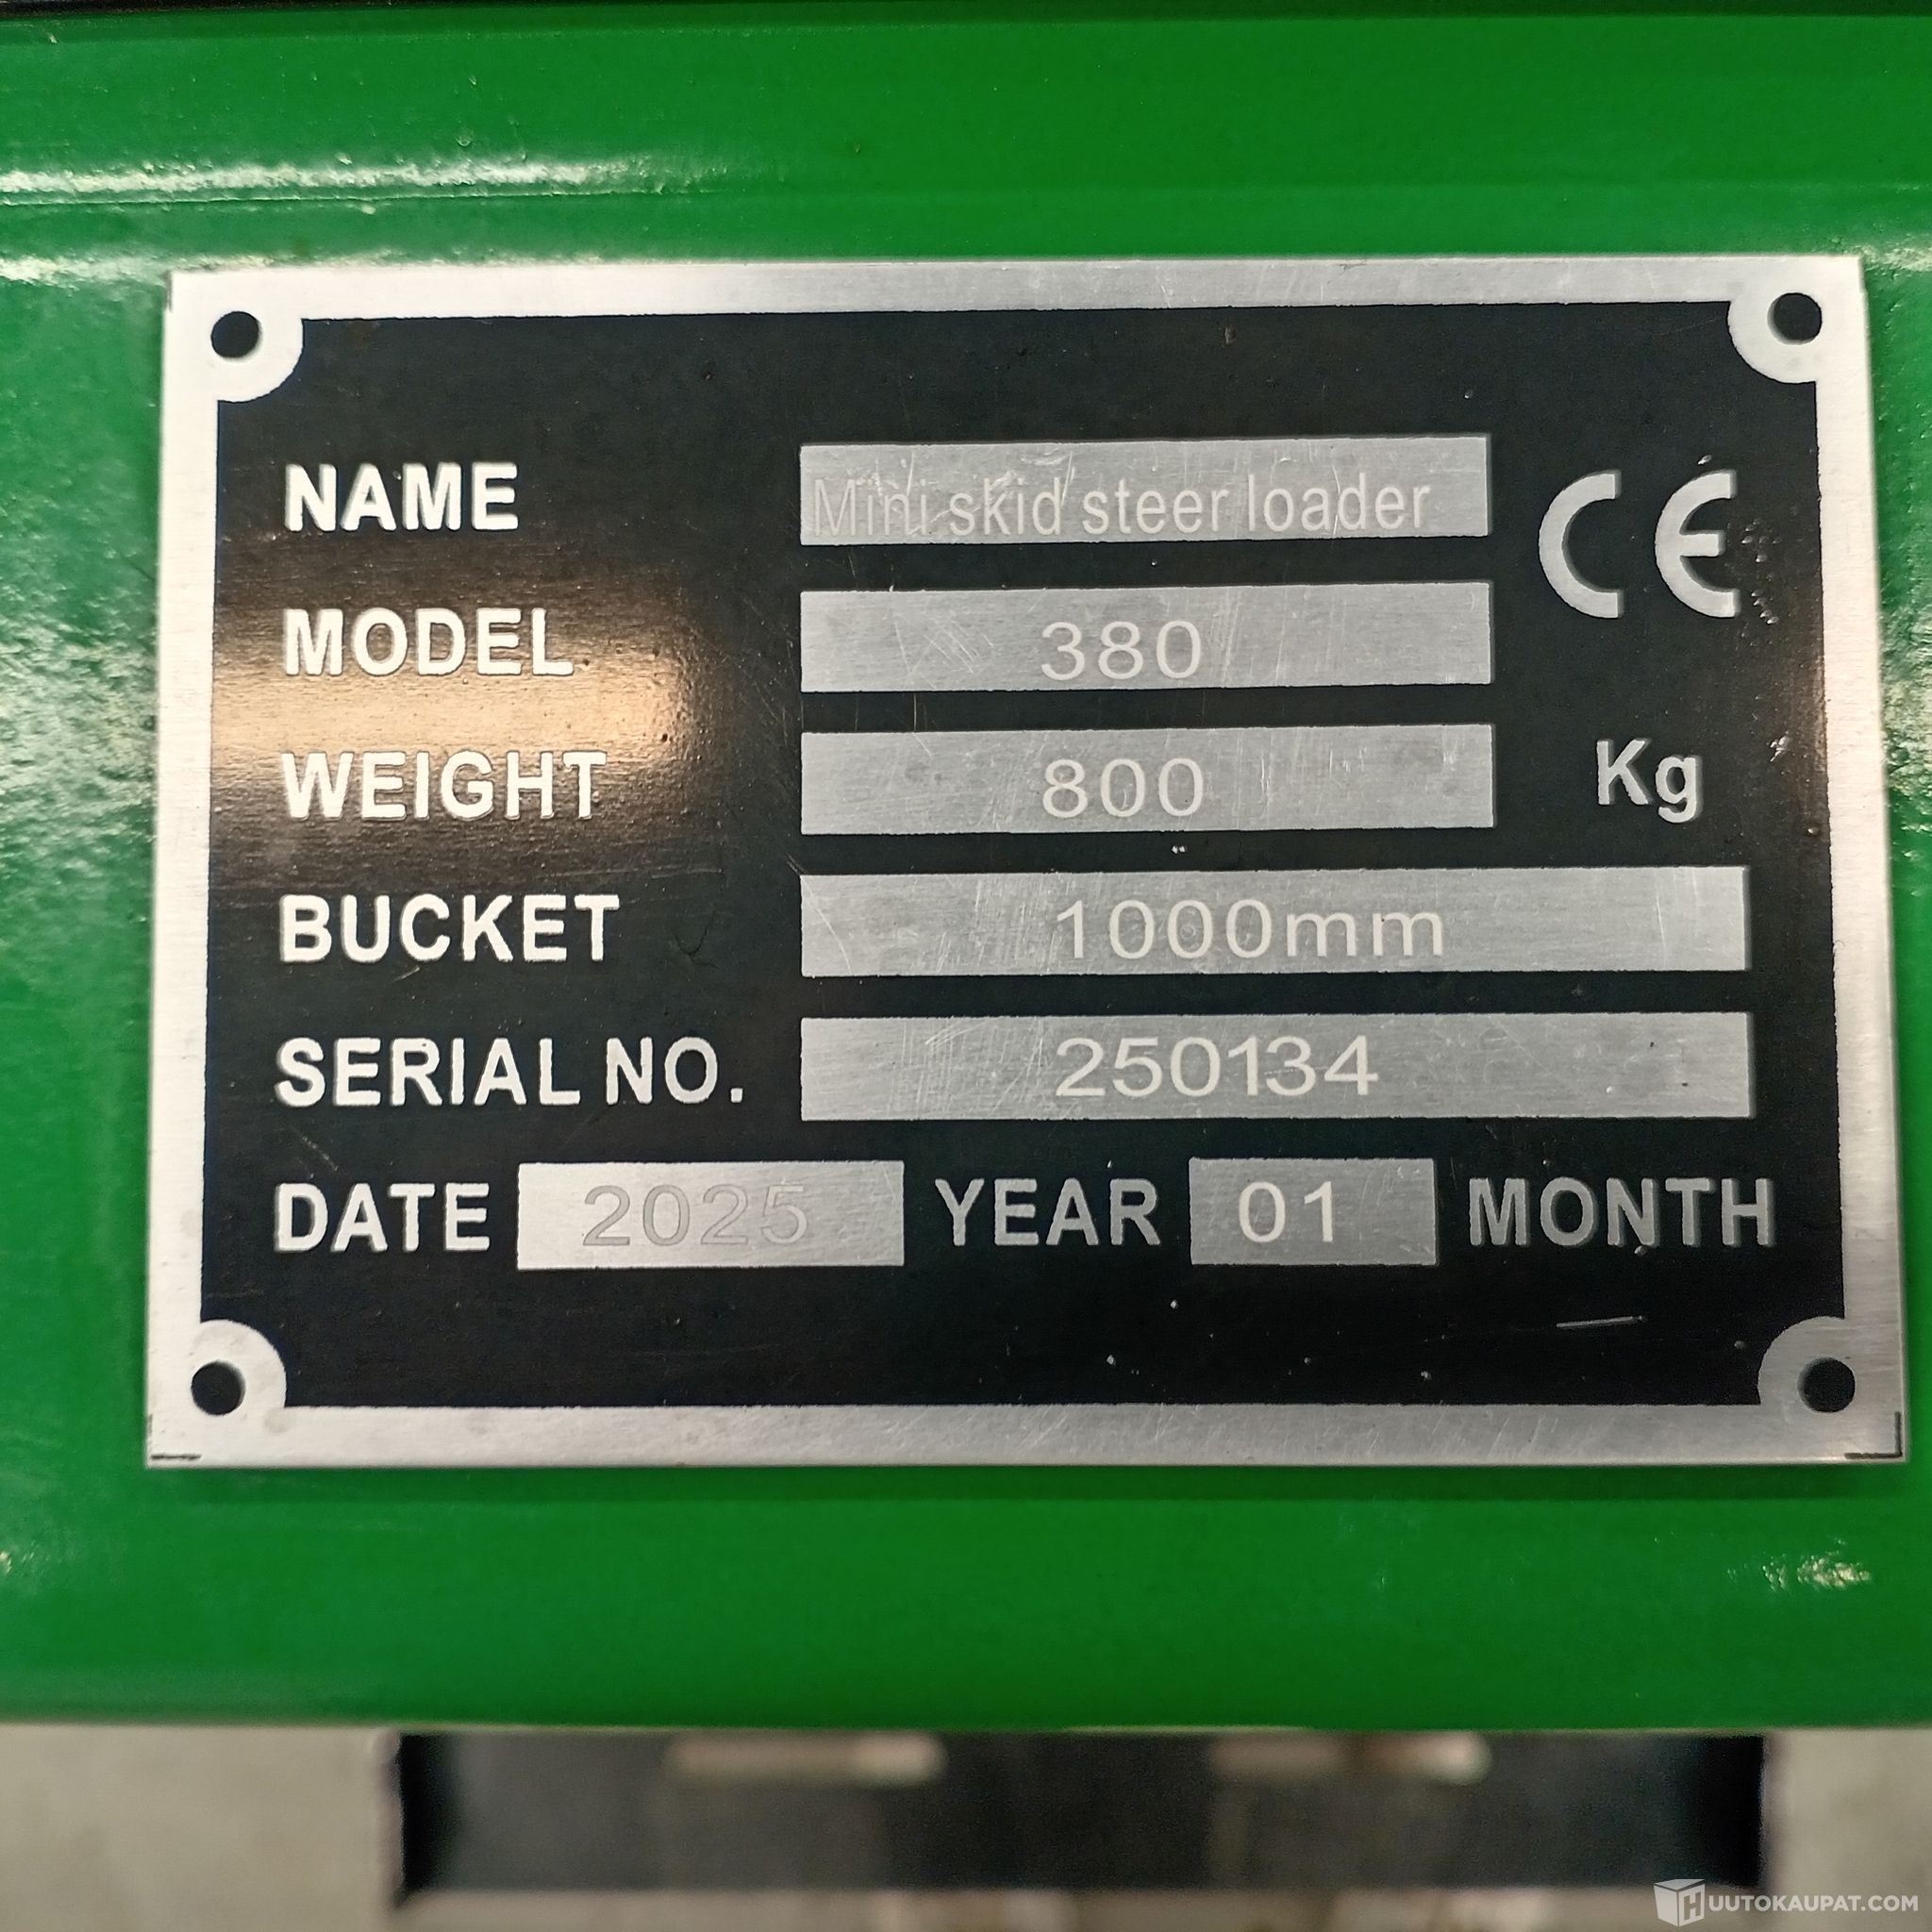 NAME Mini skid steer loader CE
MODEL 380
WEIGHT 800 Kg
BUCKET 1000mm
SERIAL NO. 250134
DATE 2025 YEAR 01 MONTH
HUUTOKAUPAT.COM